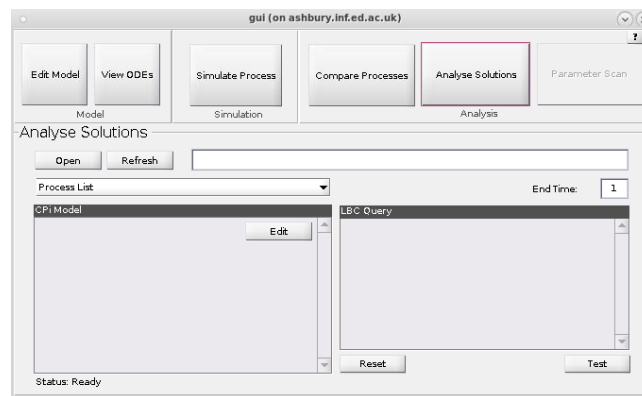 gui (on ashbury.inf.ed.ac.uk)
?
Edit Model
View ODEs
Simulate Process
Compare Processes
Analyse Solutions
Parameter Scan
Model
Simulation
Analysis
Analyse Solutions
Open
Refresh
Process List
End Time:
1
CPi Model
LBC Query
Edit
Reset
Test
Status: Ready